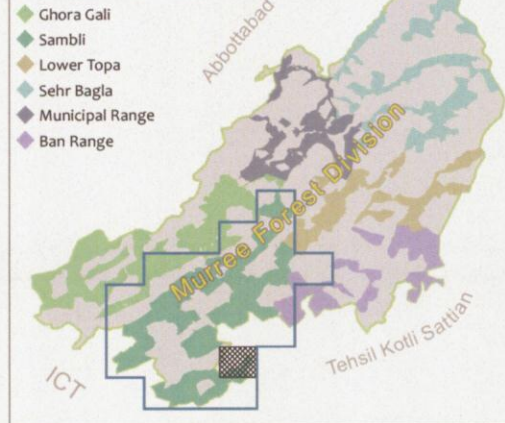 Ghora Gali
Sambli
Lower Topa
Sehr Bagla
Municipal Range
Ban Range
Abbottabad
Murree Forest Division
Tehsil Kotli Sattian
ICT